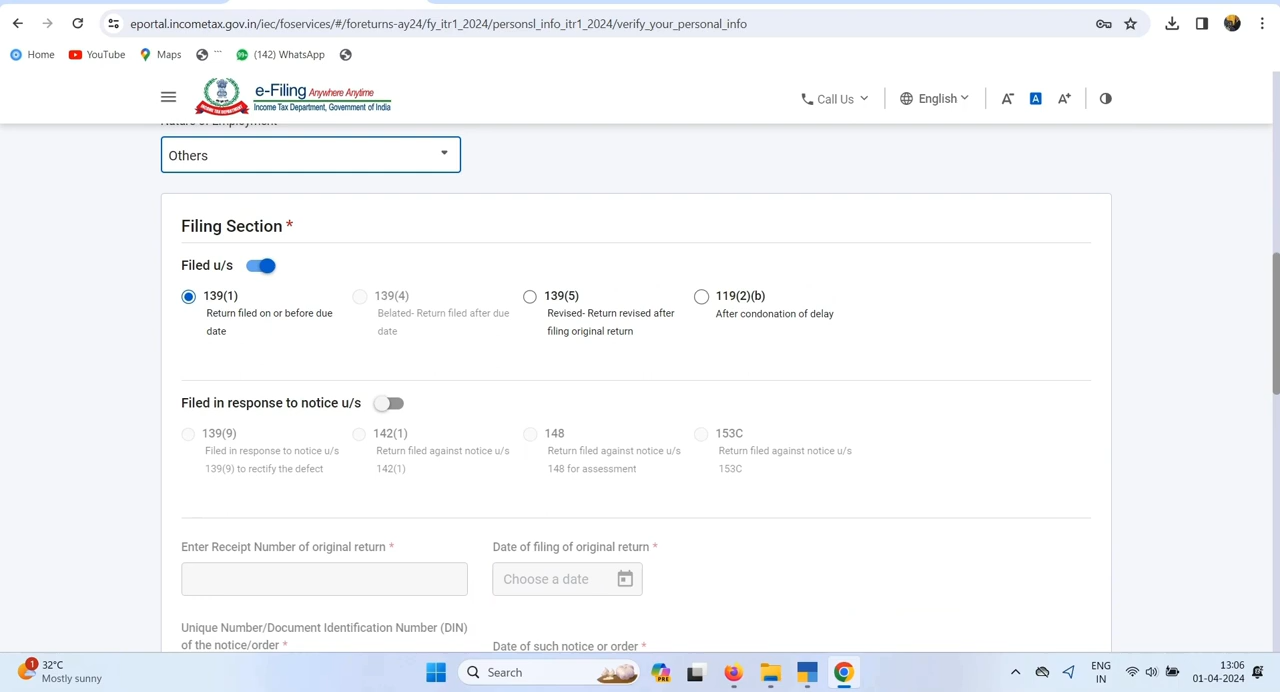 eportal.incometax.gov.in/iec/foservices/#/foreturns-ay24/fy_itr1_2024/personsl_info_itr1_2024/verify_your_personal_info
Home YouTube Maps (142) WhatsApp
e-Filing Anywhere Anytime
Income Tax Department, Government of India
Call Us English A- A A+
Nature of Employment
Others
Filing Section *
Filed u/s
139(1) 139(4) 139(5) 119(2)(b)
Return filed on or before due date
Belated- Return filed after due date
Revised- Return revised after filing original return
After condonation of delay
Filed in response to notice u/s
139(9) 142(1) 148 153C
Filed in response to notice u/s 139(9) to rectify the defect
Return filed against notice u/s 142(1)
Return filed against notice u/s 148 for assessment
Return filed against notice u/s 153C
Enter Receipt Number of original return * Date of filing of original return *
Choose a date
Unique Number/Document Identification Number (DIN)
of the notice/order * Date of such notice or order *
1 32°C
Mostly sunny
Search
PRE
ENG
IN
13:06
01-04-2024